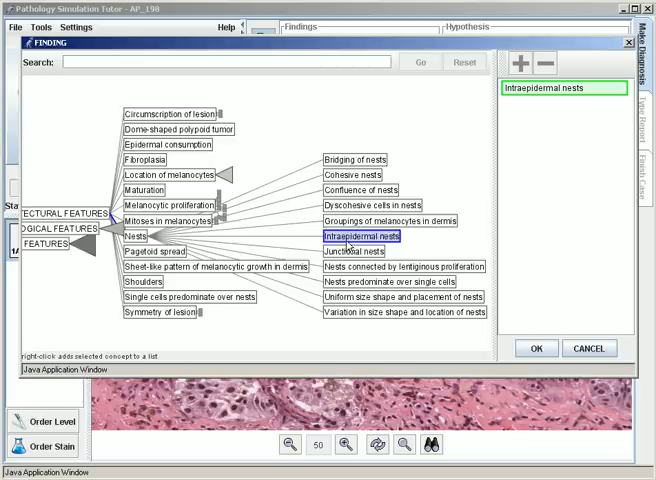 Pathology Simulation Tutor - AP_198
File Tools Settings Help
Findings
Hypothesis
FINDING
Search:
Go
Reset
Circumscription of lesion
Dome-shaped polypoid tumor
Epidermal consumption
Fibroplasia
Location of melanocytes
Maturation
Melanocytic proliferation
Mitoses in melanocytes
Nests
Pagetoid spread
Sheet-like pattern of melanocytic growth in dermis
Shoulders
Single cells predominate over nests
Symmetry of lesion
TECTURAL FEATURES
OGICAL FEATURES
FEATURES
Bridging of nests
Cohesive nests
Confluence of nests
Dyscohesive cells in nests
Groupings of melanocytes in dermis
Intraepidermal nests
Junctional nests
Nests connected by lentiginous proliferation
Nests predominate over single cells
Uniform size shape and placement of nests
Variation in size shape and location of nests
right-click adds selected concept to a list
Java Application Window
Intraepidermal nests
OK
CANCEL
Make Diagnosis
Type Report
Finish Case
Sta
1A
Order Level
Order Stain
50
Java Application Window